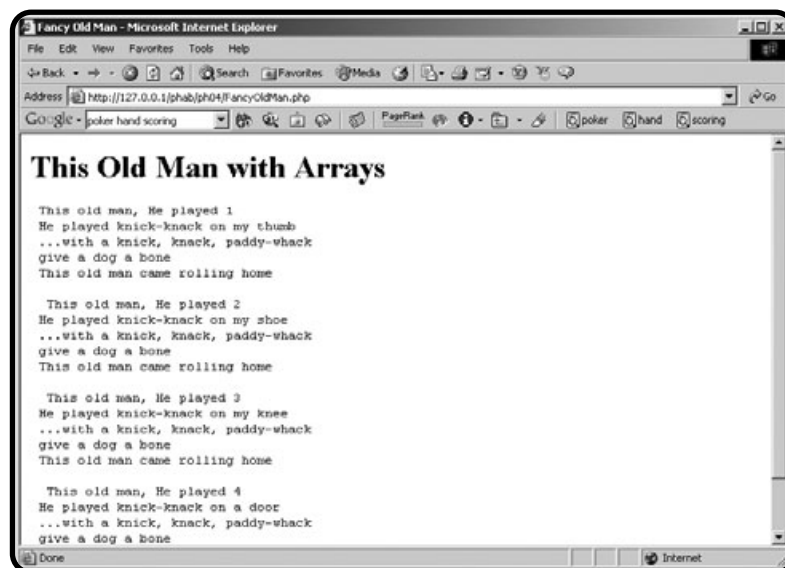 Fancy Old Man - Microsoft Internet Explorer
File Edit View Favorites Tools Help
Back Search Favorites Media
Address http://127.0.0.1/phab/ph04/FancyOldMan.php Go
Google poker hand scoring PageRank poker hand scoring
This Old Man with Arrays
This old man, He played 1
He played knick-knack on my thumb
...with a knick, knack, paddy-whack
give a dog a bone
This old man came rolling home
This old man, He played 2
He played knick-knack on my shoe
...with a knick, knack, paddy-whack
give a dog a bone
This old man came rolling home
This old man, He played 3
He played knick-knack on my knee
...with a knick, knack, paddy-whack
give a dog a bone
This old man came rolling home
This old man, He played 4
He played knick-knack on a door
...with a knick, knack, paddy-whack
give a dog a bone
Done Internet